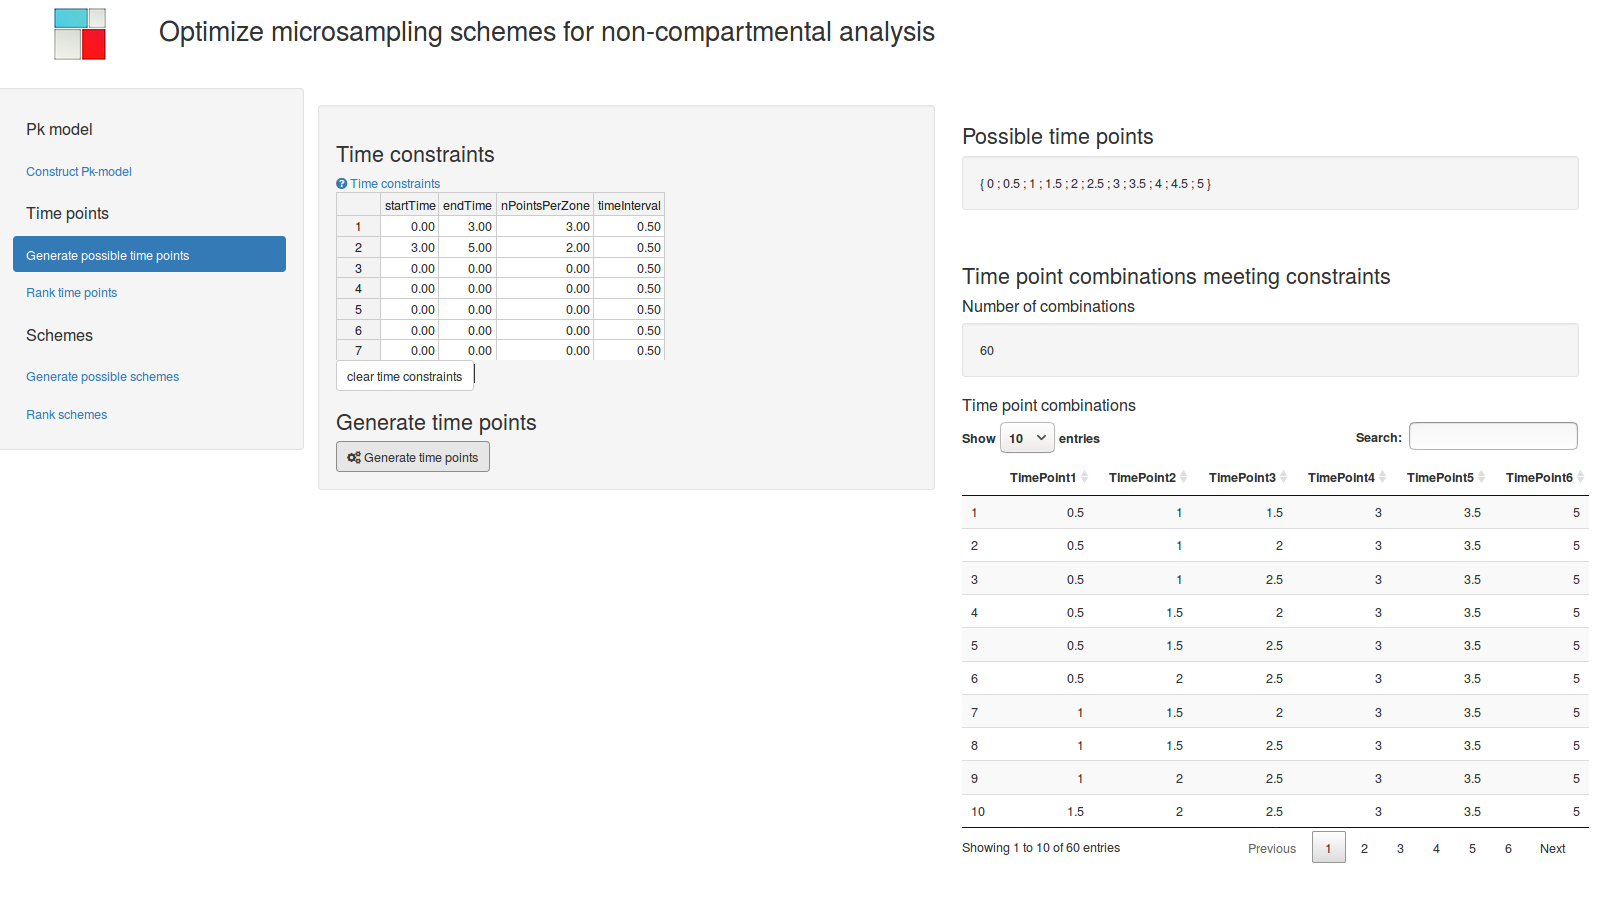 Optimize microsampling schemes for non-compartmental analysis
Pk model
Construct Pk-model
Time points
Generate possible time points
Rank time points
Schemes
Generate possible schemes
Rank schemes
Time constraints
Time constraints
startTime endTime nPointsPerZone timeInterval
1 0.00 3.00 3.00 0.50
2 3.00 5.00 2.00 0.50
3 0.00 0.00 0.00 0.50
4 0.00 0.00 0.00 0.50
5 0.00 0.00 0.00 0.50
6 0.00 0.00 0.00 0.50
7 0.00 0.00 0.00 0.50
clear time constraints
Generate time points
Generate time points
Possible time points
{ 0 ; 0.5 ; 1 ; 1.5 ; 2 ; 2.5 ; 3 ; 3.5 ; 4 ; 4.5 ; 5 }
Time point combinations meeting constraints
Number of combinations
60
Time point combinations
Show 10 entries Search:
TimePoint1 TimePoint2 TimePoint3 TimePoint4 TimePoint5 TimePoint6
1 0.5 1 1.5 3 3.5 5
2 0.5 1 2 3 3.5 5
3 0.5 1 2.5 3 3.5 5
4 0.5 1.5 2 3 3.5 5
5 0.5 1.5 2.5 3 3.5 5
6 0.5 2 2.5 3 3.5 5
7 1 1.5 2 3 3.5 5
8 1 1.5 2.5 3 3.5 5
9 1 2 2.5 3 3.5 5
10 1.5 2 2.5 3 3.5 5
Showing 1 to 10 of 60 entries Previous 1 2 3 4 5 6 Next